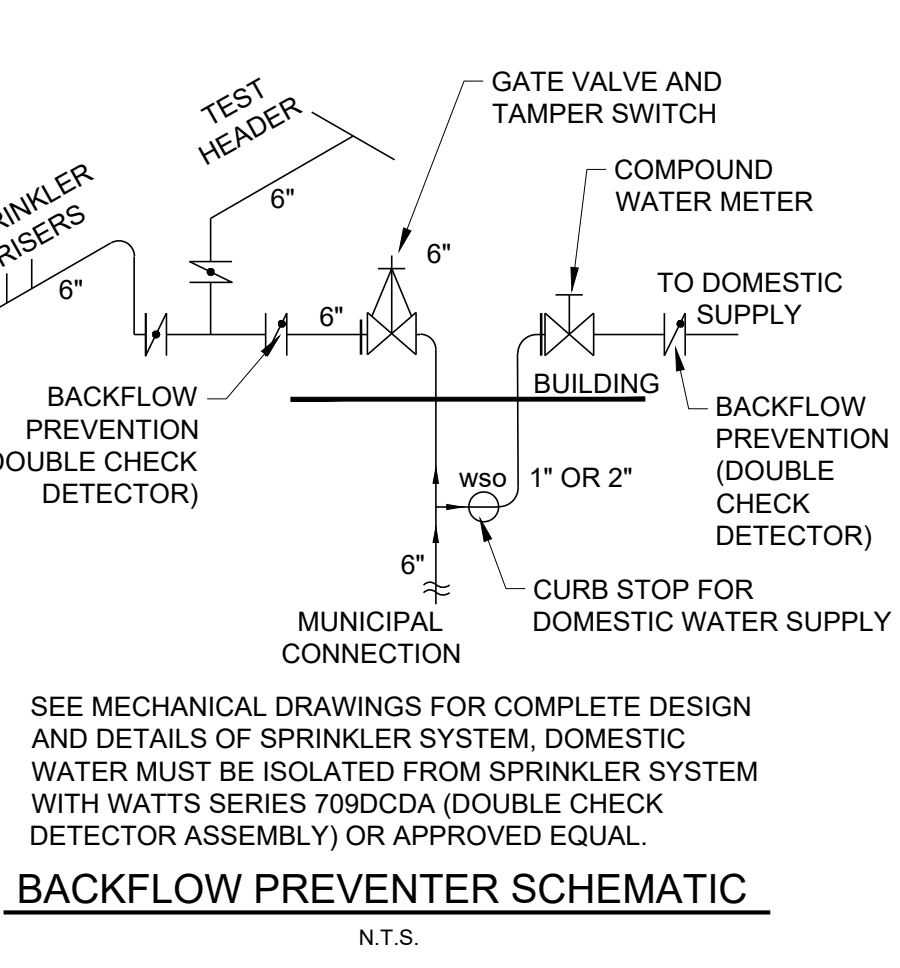 GATE VALVE AND
TAMPER SWITCH
TEST
HEADER
COMPOUND
WATER METER
RISERS
6"
6"
6"
6"
TO DOMESTIC
SUPPLY
BUILDING
BACKFLOW
PREVENTION
DOUBLE CHECK
DETECTOR)
BACKFLOW
PREVENTION
(DOUBLE
CHECK
DETECTOR)
wso
1" OR 2"
6"
CURB STOP FOR
DOMESTIC WATER SUPPLY
MUNICIPAL
CONNECTION
SEE MECHANICAL DRAWINGS FOR COMPLETE DESIGN
AND DETAILS OF SPRINKLER SYSTEM, DOMESTIC
WATER MUST BE ISOLATED FROM SPRINKLER SYSTEM
WITH WATTS SERIES 709DCDA (DOUBLE CHECK
DETECTOR ASSEMBLY) OR APPROVED EQUAL.
BACKFLOW PREVENTER SCHEMATIC
N.T.S.